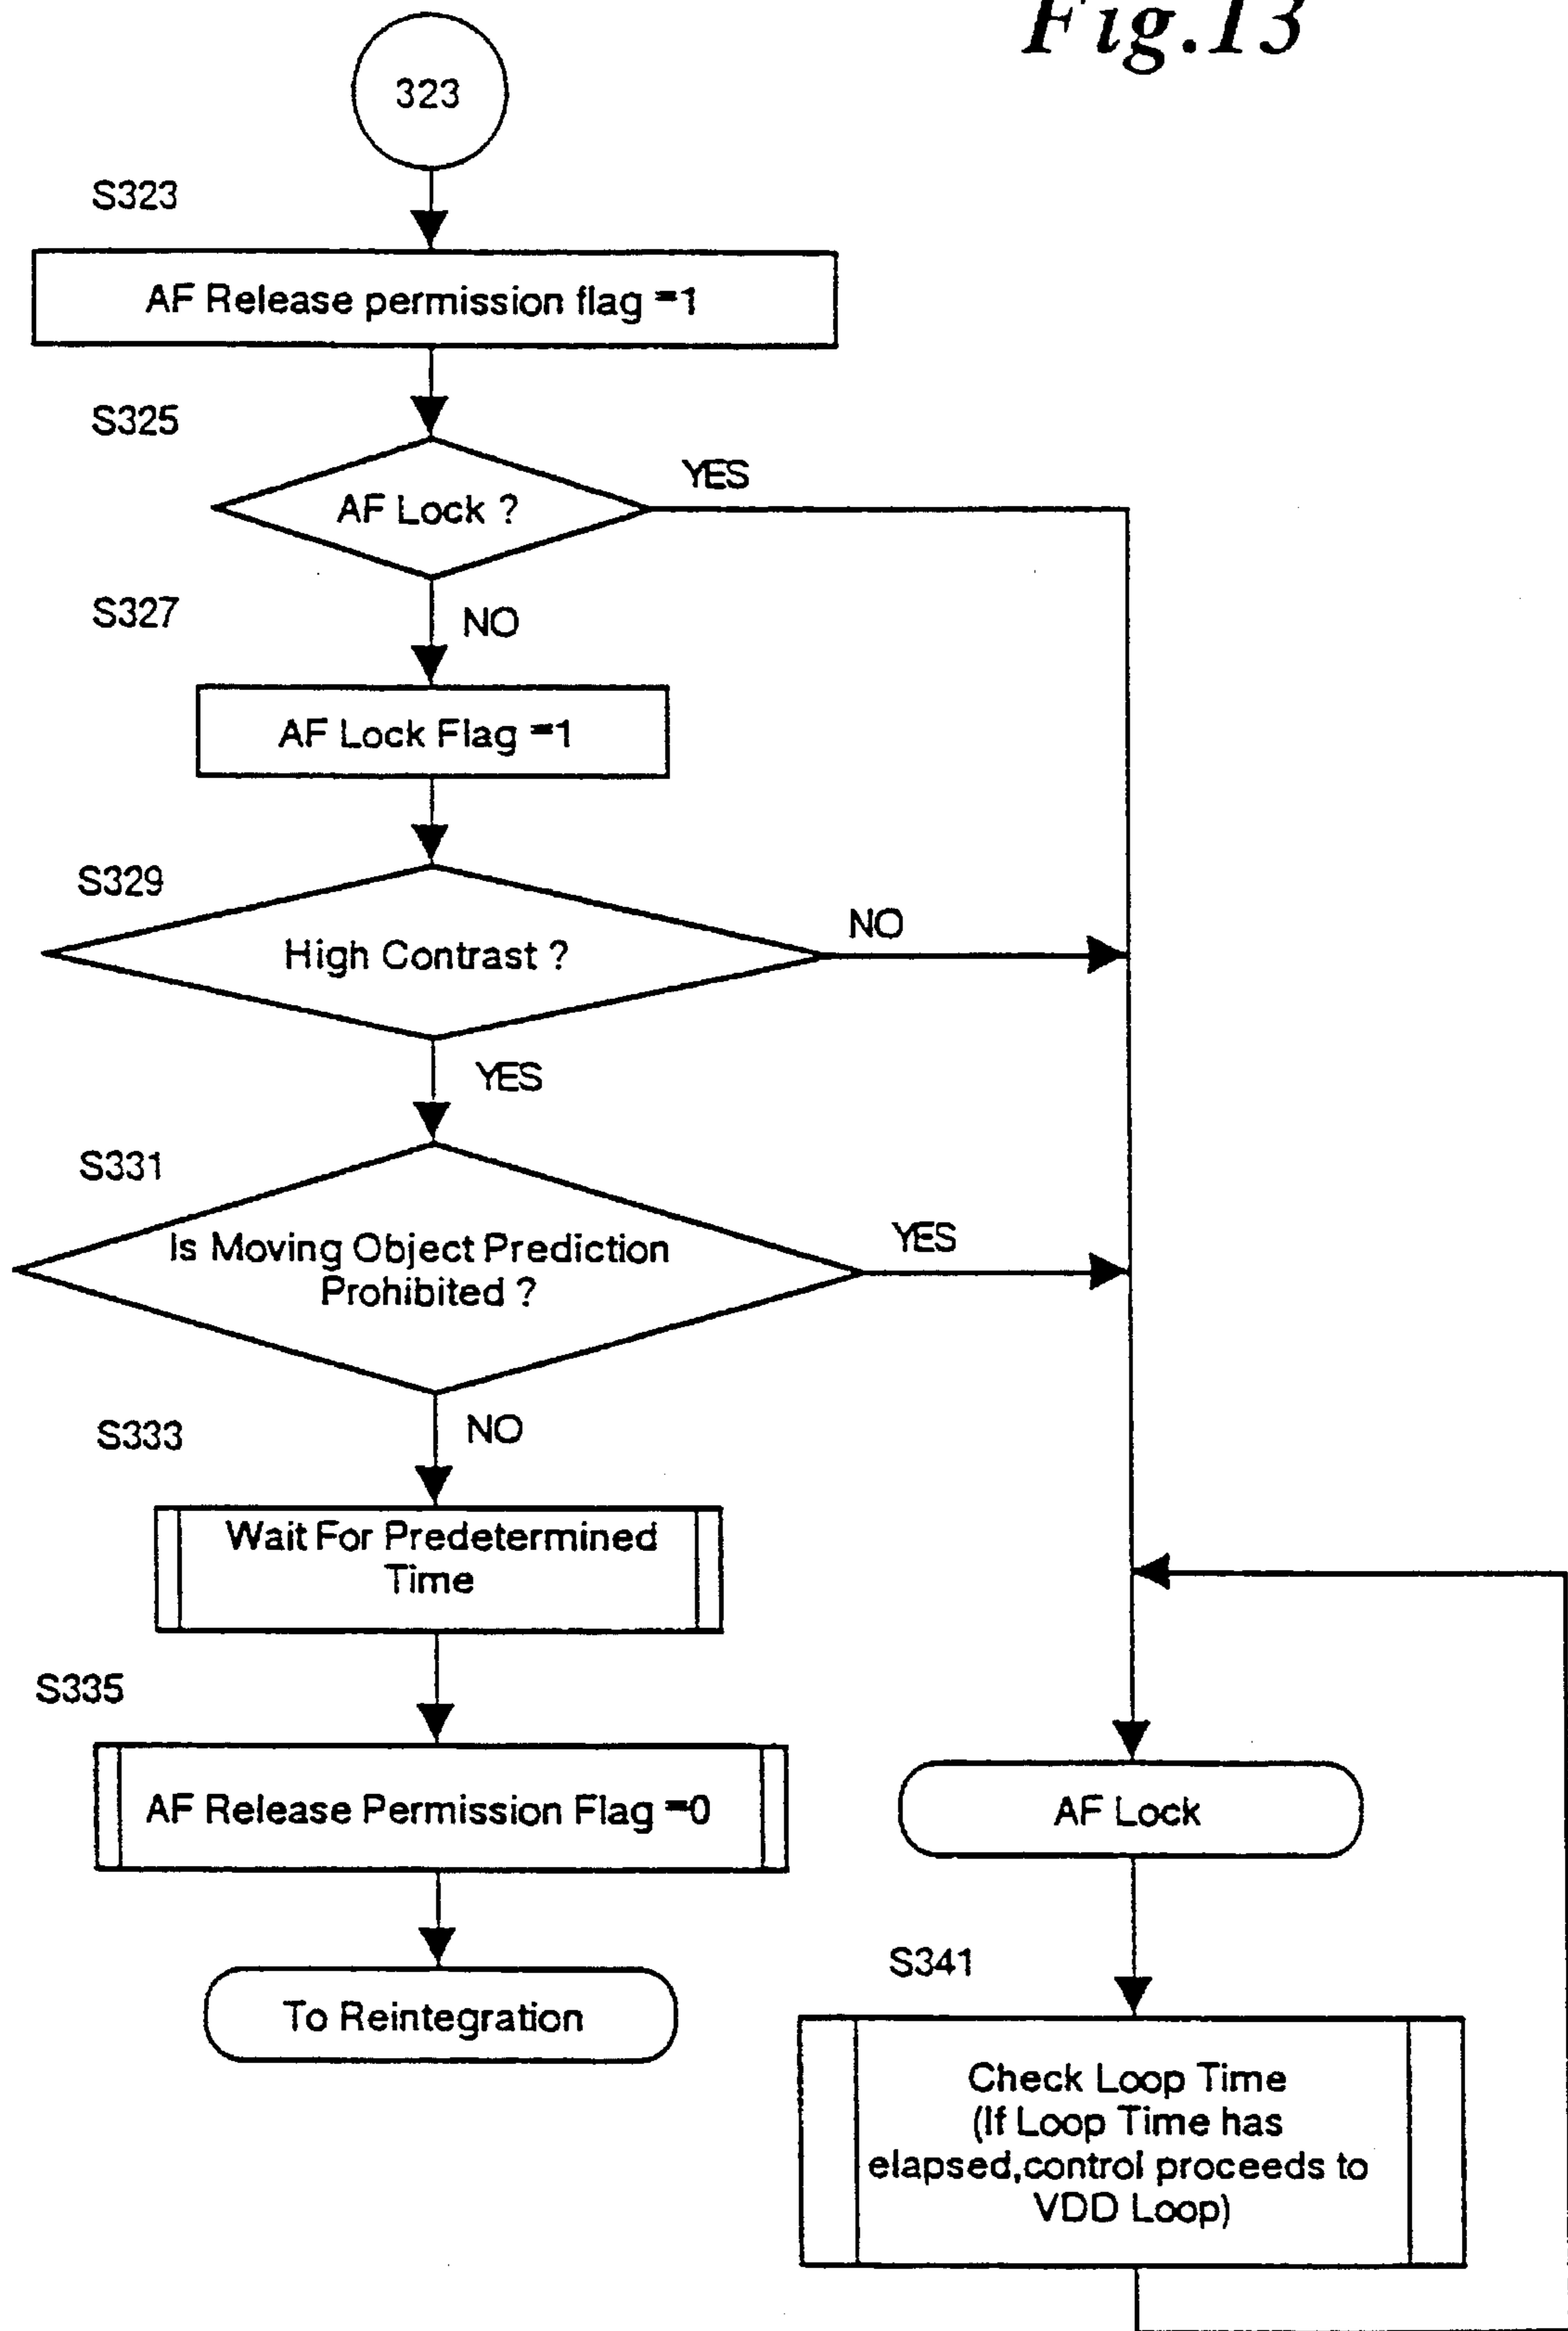 Fig.13
323
S323
AF Release permission flag =1
S325
AF Lock ?
YES
S327
NO
AF Lock Flag =1
S329
High Contrast ?
NO
YES
S331
Is Moving Object Prediction
Prohibited ?
YES
S333
NO
Wait For Predetermined
Time
S335
AF Release Permission Flag =0
To Reintegration
AF Lock
S341
Check Loop Time
(If Loop Time has
elapsed,control proceeds to
VDD Loop)